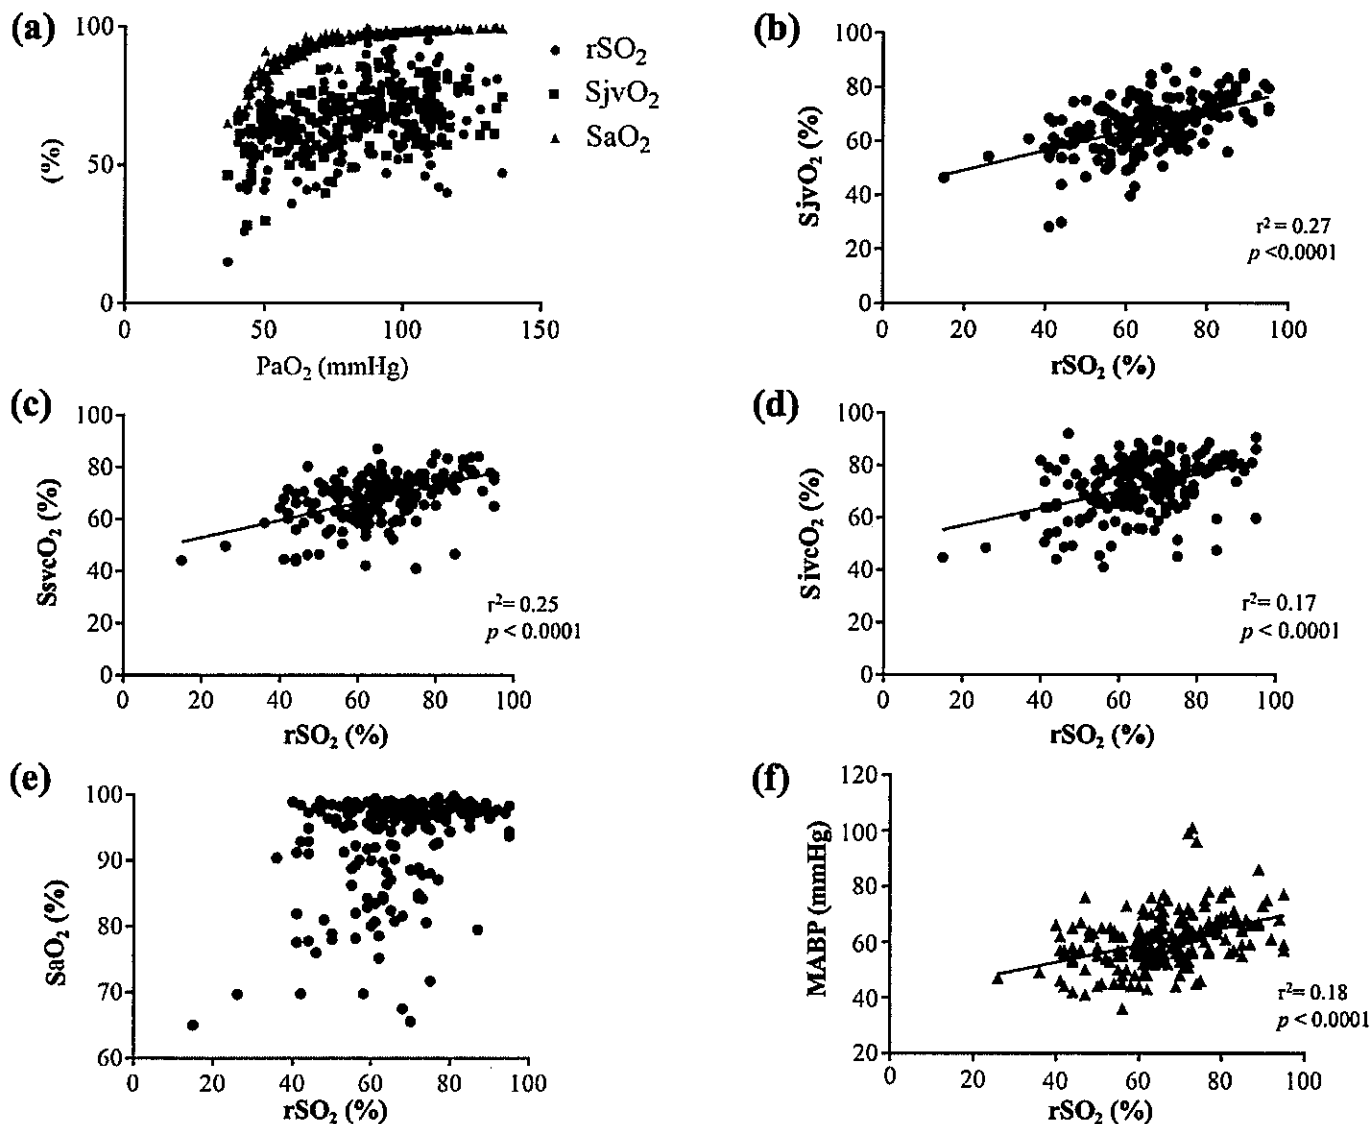 (a)
100
50
0
(%)
0 50 100 150
PaO₂ (mmHg)
rSO₂
SjvO₂
SaO₂
(b)
100
80
60
40
20
0
SjvO₂ (%)
r² = 0.27
p <0.0001
0 20 40 60 80 100
rSO₂ (%)
(c)
100
80
60
40
20
0
SsvcO₂ (%)
r²= 0.25
p < 0.0001
0 20 40 60 80 100
rSO₂ (%)
(d)
100
80
60
40
20
0
SivcO₂ (%)
r²= 0.17
p < 0.0001
0 20 40 60 80 100
rSO₂ (%)
(e)
100
90
80
70
60
SaO₂ (%)
0 20 40 60 80 100
rSO₂ (%)
(f)
120
100
80
60
40
20
MABP (mmHg)
r²= 0.18
p < 0.0001
0 20 40 60 80 100
rSO₂ (%)